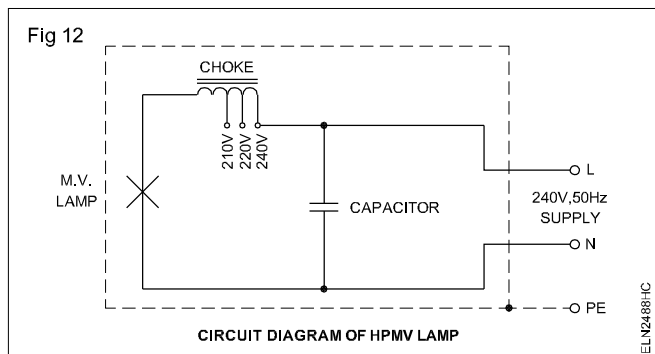 Fig 12
CHOKE
210V
220V
240V
M.V.
LAMP
CAPACITOR
L
240V,50Hz
SUPPLY
N
PE
CIRCUIT DIAGRAM OF HPMV LAMP
ELN2488HC